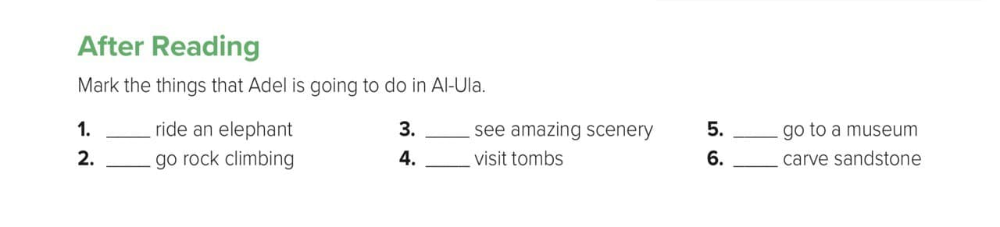 After Reading
Mark the things that Adel is going to do in Al-Ula.
1. _____ ride an elephant
2. _____ go rock climbing
3. _____ see amazing scenery
4. _____ visit tombs
5. _____ go to a museum
6. _____ carve sandstone